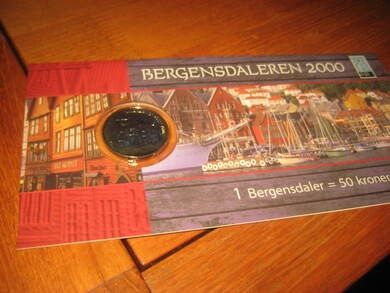 BERGENSDALEREN 2000
1 Bergensdaler = 50 kroner